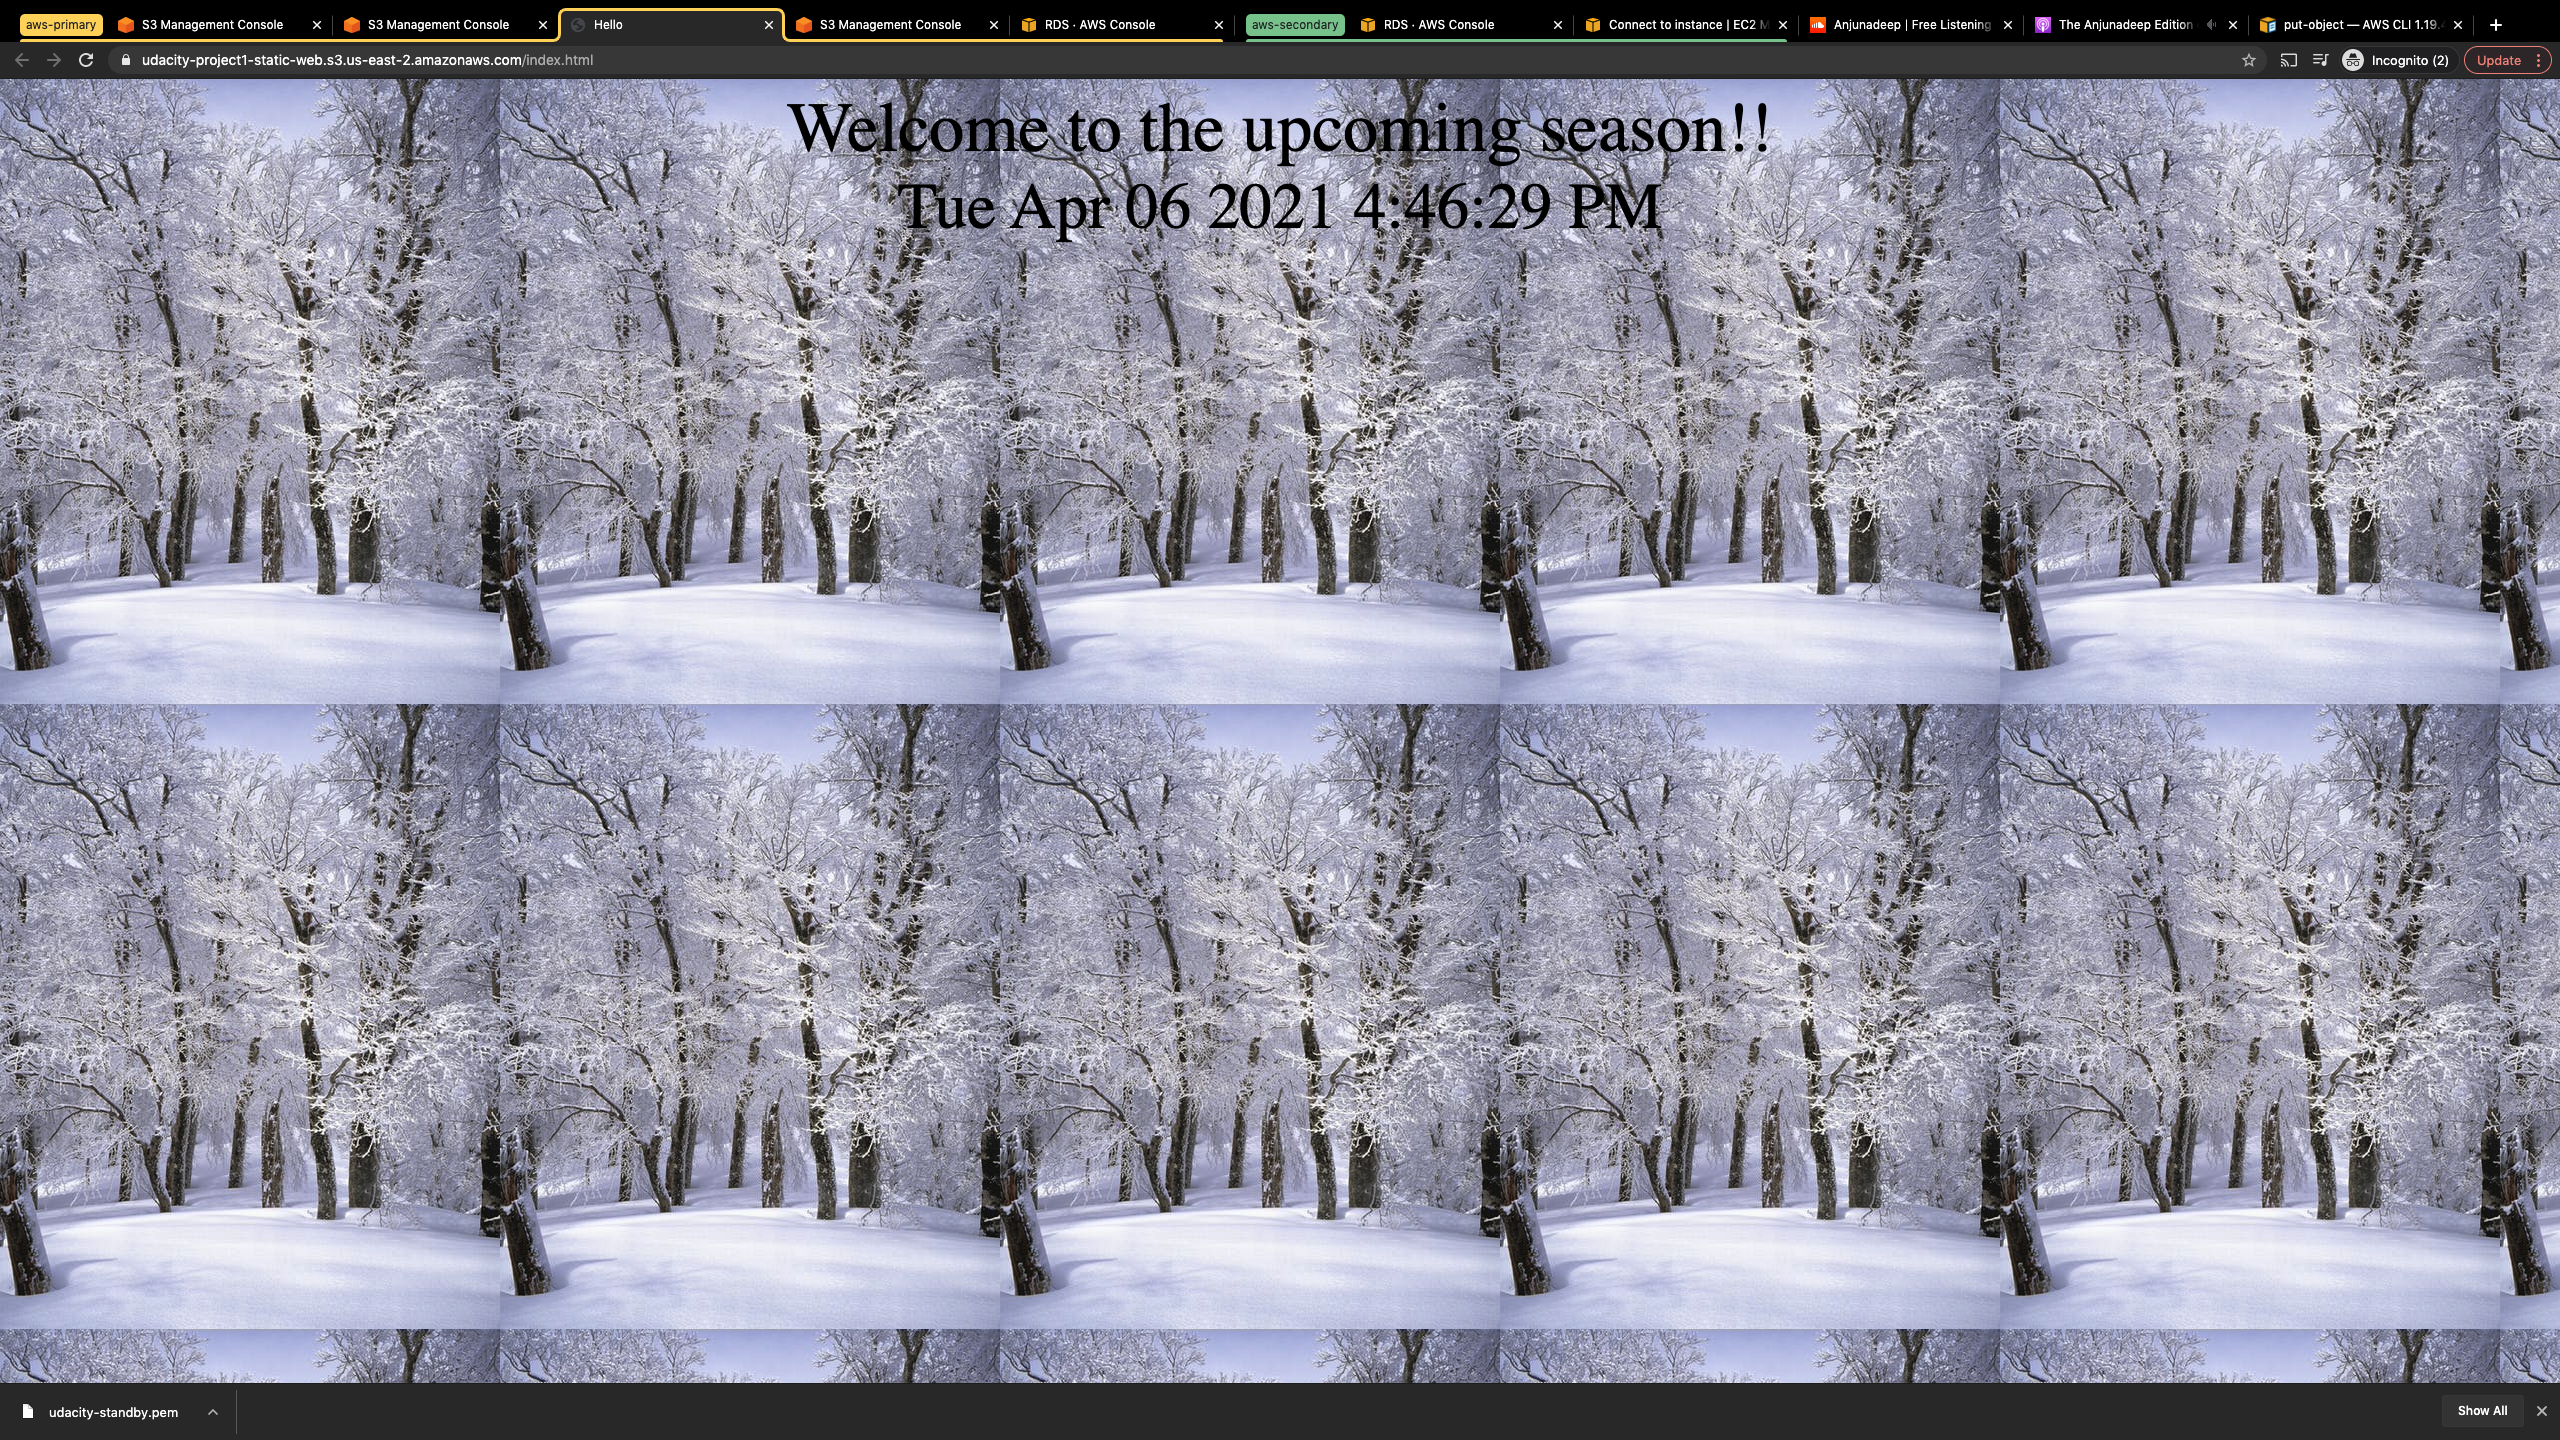 aws-primary
S3 Management Console
S3 Management Console
Hello
S3 Management Console
RDS · AWS Console
aws-secondary
RDS · AWS Console
Connect to instance | EC2 M
Anjunadeep | Free Listening
The Anjunadeep Edition
put-object — AWS CLI 1.19.
udacity-project1-static-web.s3.us-east-2.amazonaws.com/index.html
Incognito (2)
Update
Welcome to the upcoming season!!
Tue Apr 06 2021 4:46:29 PM
udacity-standby.pem
Show All